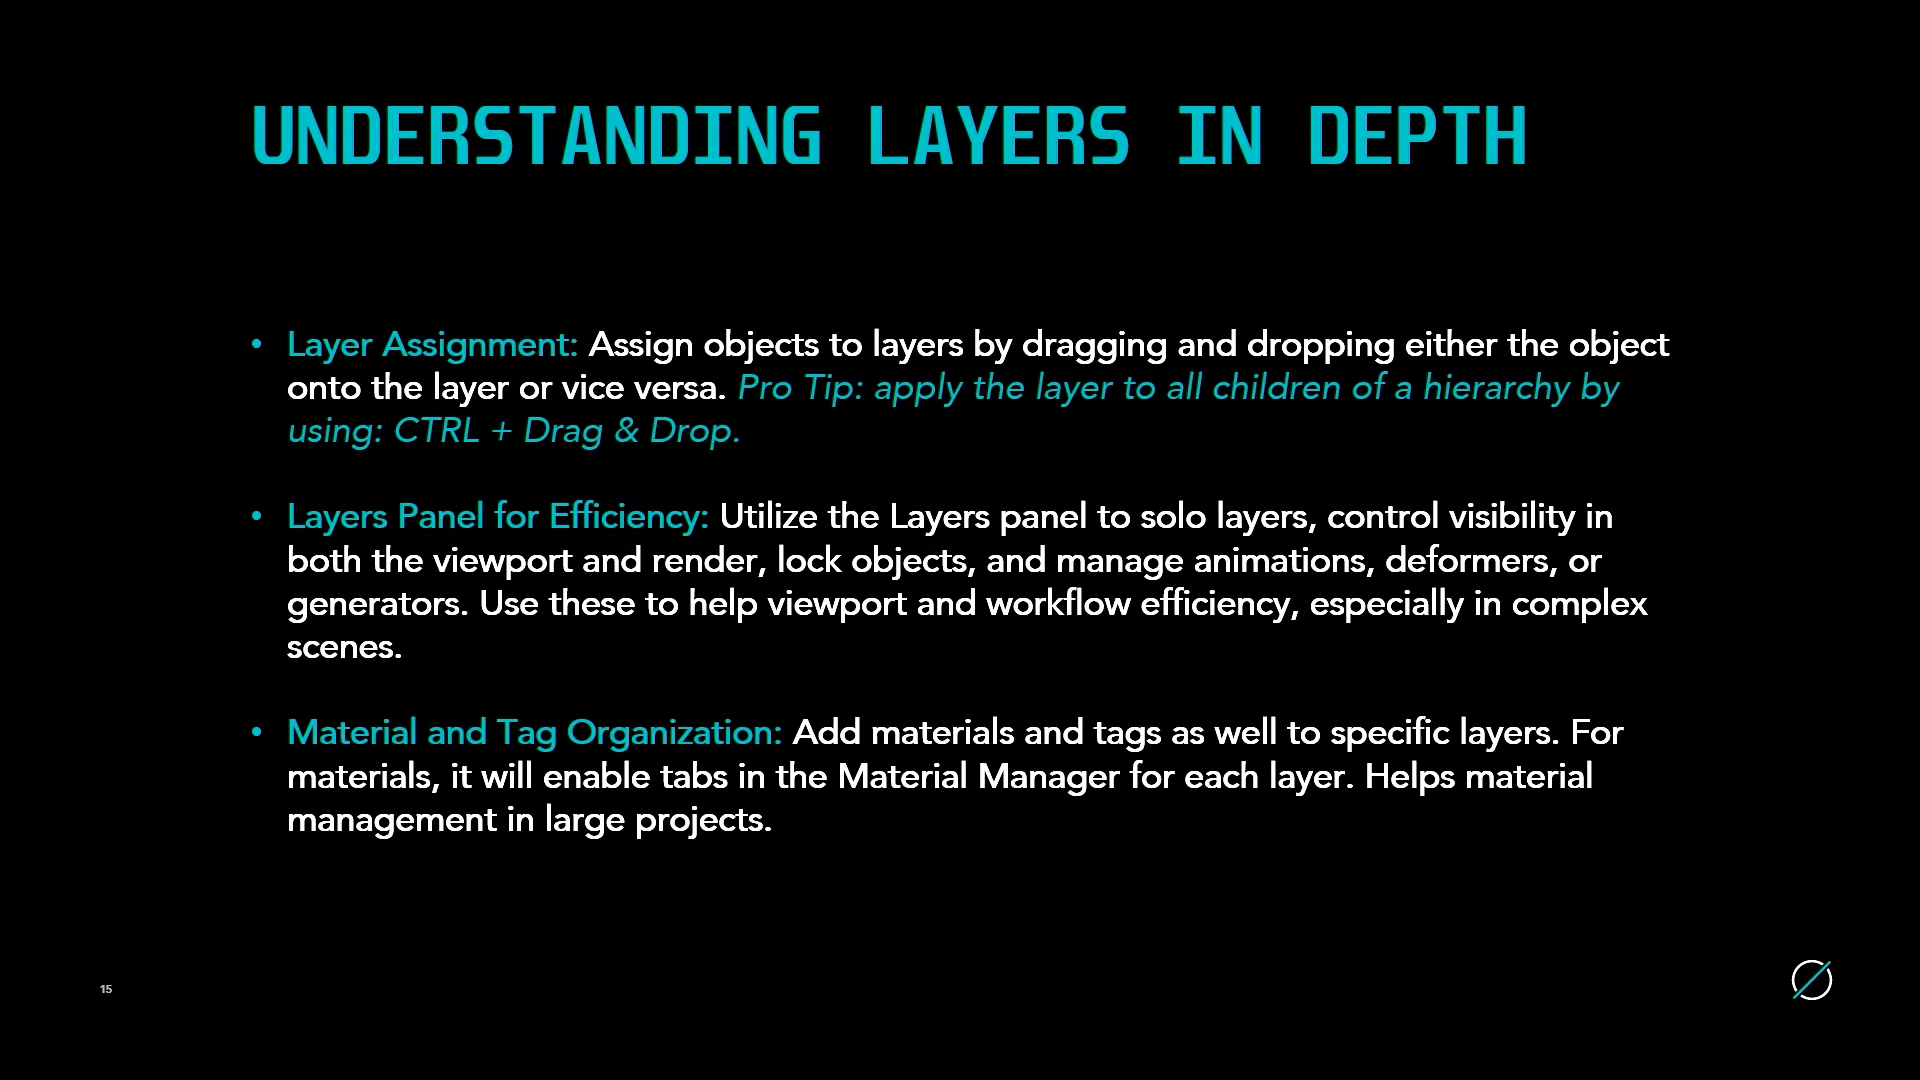 UNDERSTANDING LAYERS IN DEPTH
• Layer Assignment: Assign objects to layers by dragging and dropping either the object
onto the layer or vice versa. Pro Tip: apply the layer to all children of a hierarchy by
using: CTRL + Drag & Drop.
• Layers Panel for Efficiency: Utilize the Layers panel to solo layers, control visibility in
both the viewport and render, lock objects, and manage animations, deformers, or
generators. Use these to help viewport and workflow efficiency, especially in complex
scenes.
• Material and Tag Organization: Add materials and tags as well to specific layers. For
materials, it will enable tabs in the Material Manager for each layer. Helps material
management in large projects.
15